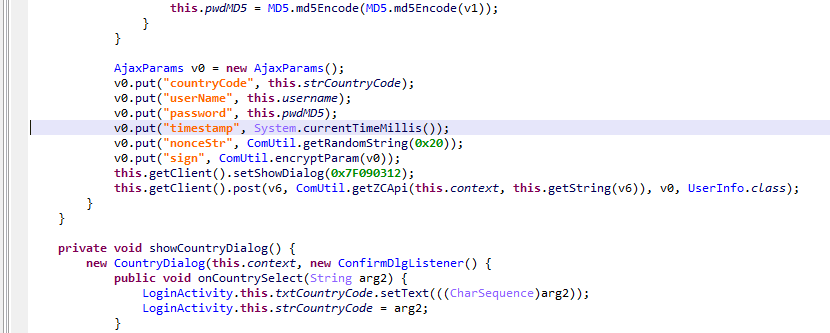 this.pwdMD5 = MD5.md5Encode(MD5.md5Encode(v1));
}
}
AjaxParams v0 = new AjaxParams();
v0.put("countryCode", this.strCountryCode);
v0.put("userName", this.username);
v0.put("password", this.pwdMD5);
v0.put("timestamp", System.currentTimeMillis());
v0.put("nonceStr", ComUtil.getRandomString(0x20));
v0.put("sign", ComUtil.encryptParam(v0));
this.getClient().setShowDialog(0x7F090312);
this.getClient().post(v6, ComUtil.getZCApi(this.context, this.getString(v6)), v0, UserInfo.class);
}
}
private void showCountryDialog() {
new CountryDialog(this.context, new ConfirmDlgListener() {
public void onCountrySelect(String arg2) {
LoginActivity.this.txtCountryCode.setText(((CharSequence)arg2));
LoginActivity.this.strCountryCode = arg2;
}